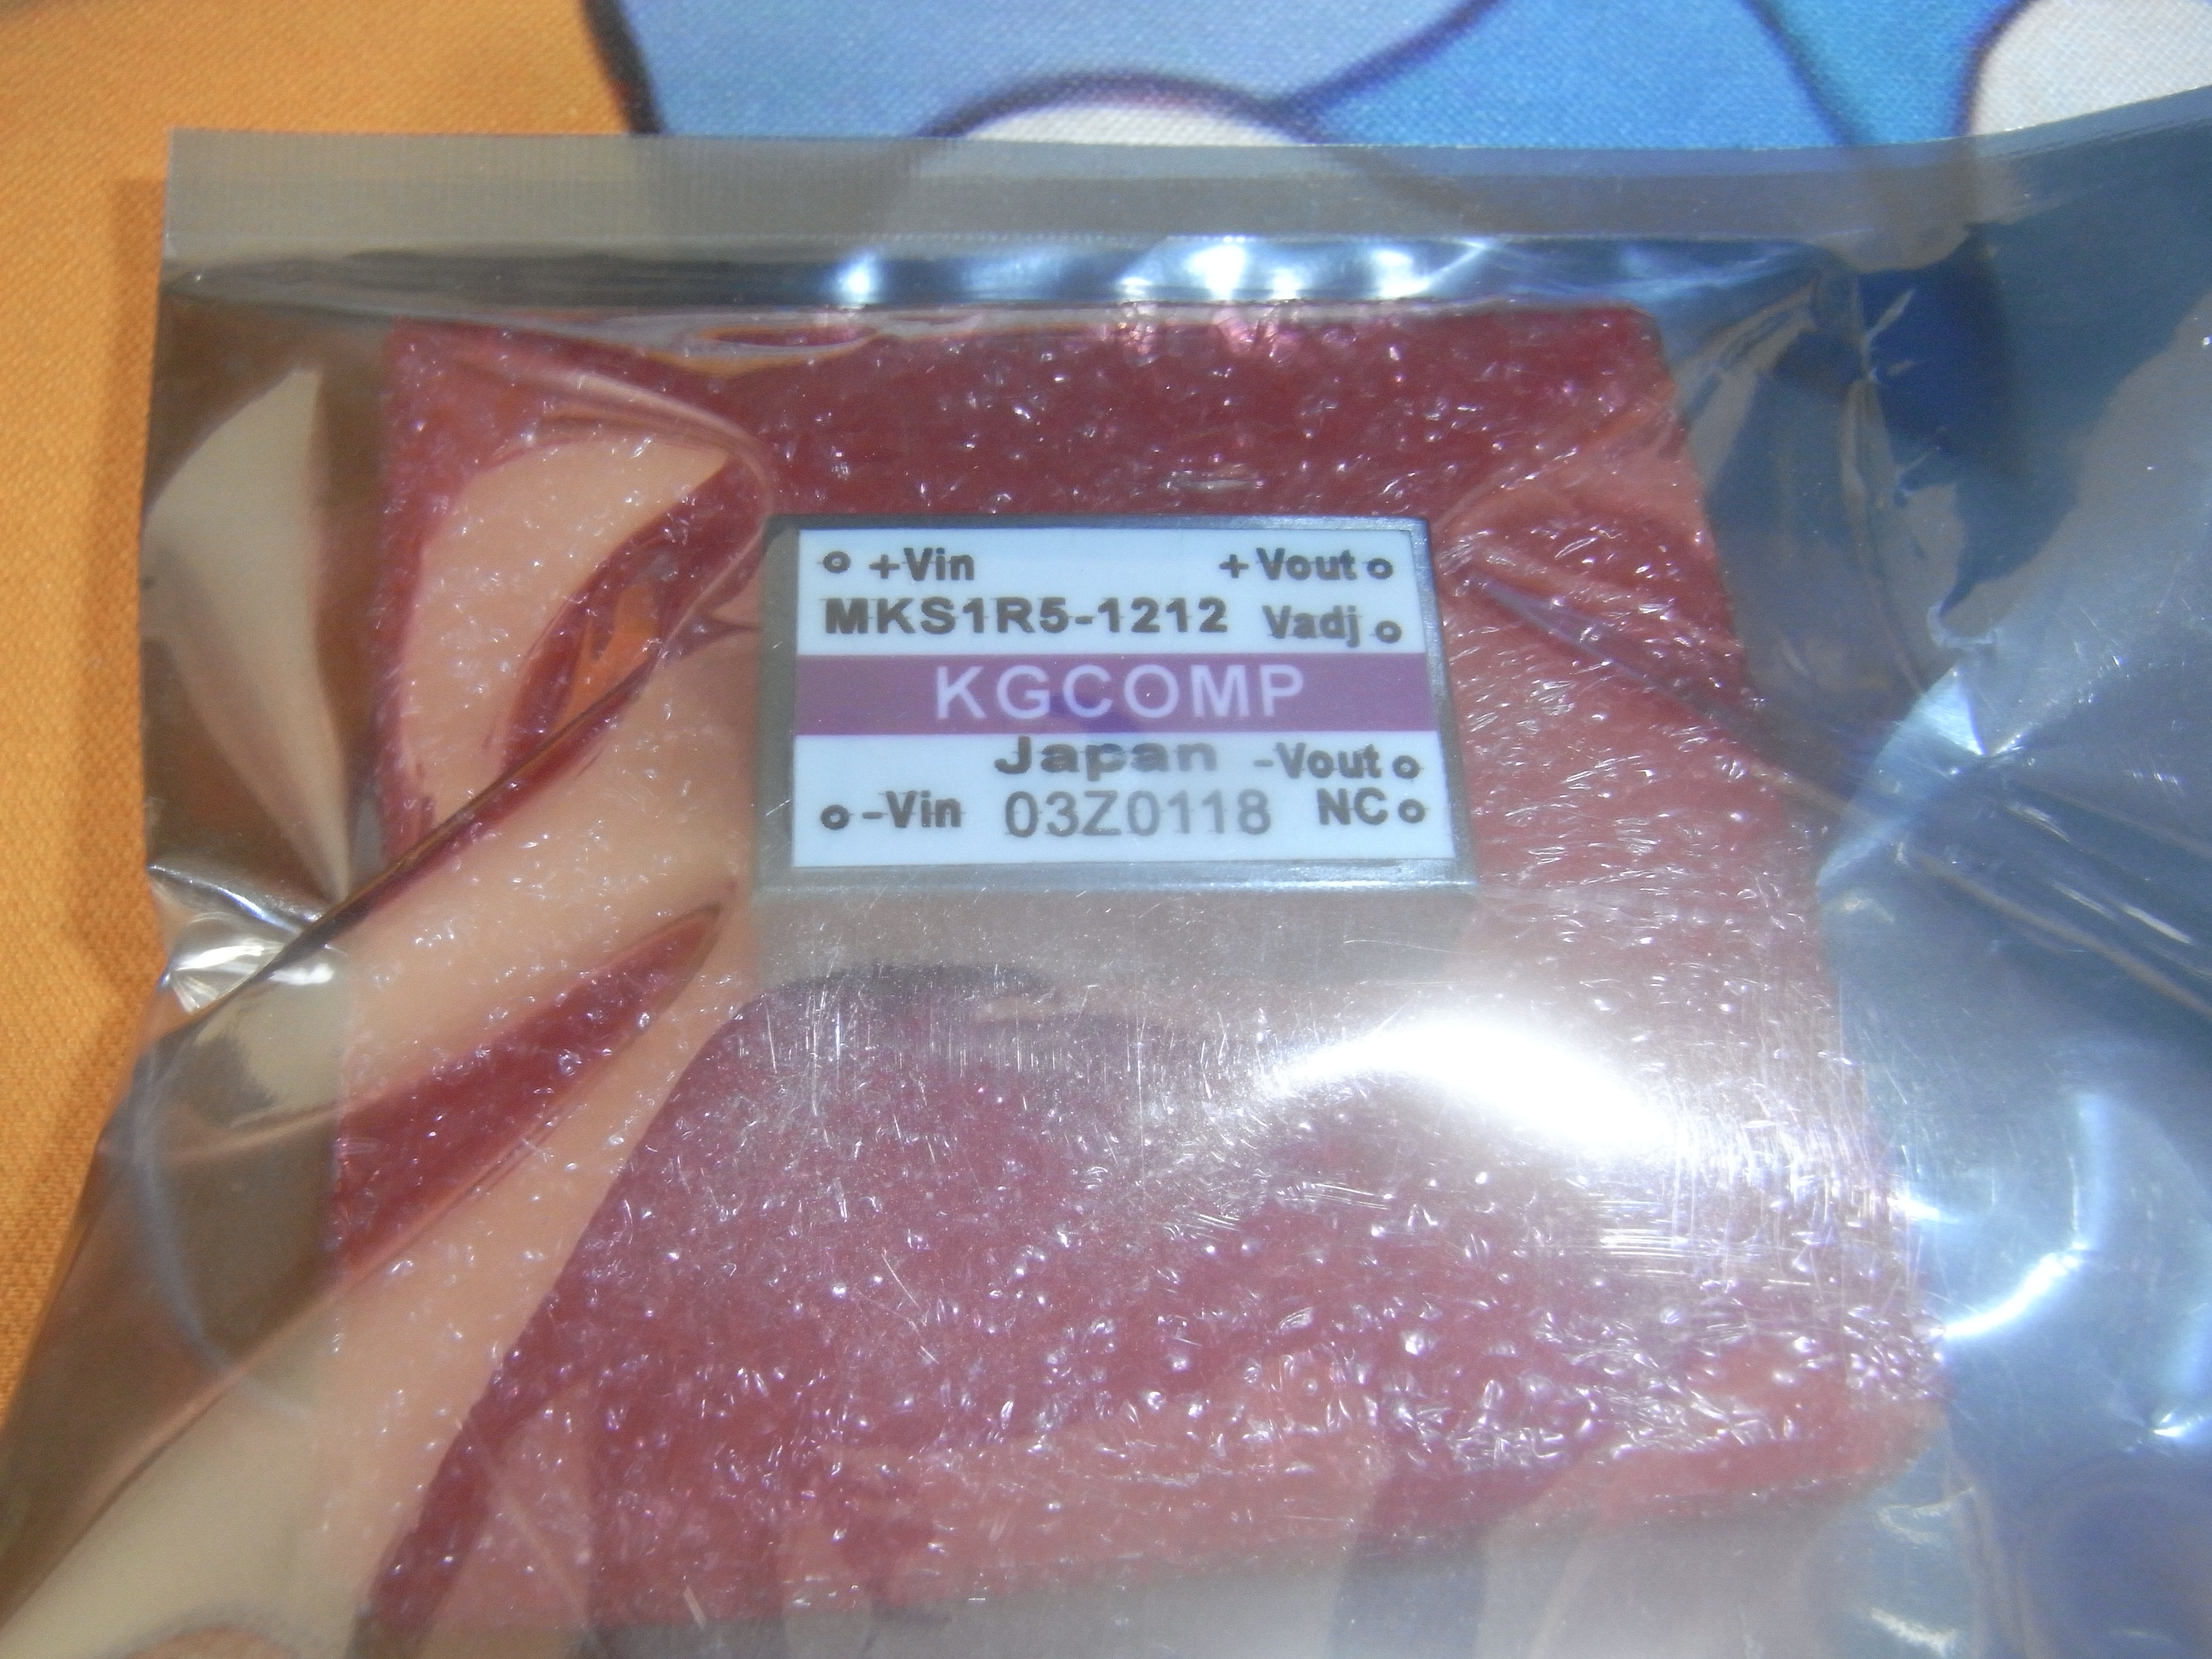 +Vin +Vout
MKS1R5-1212 Vadj
KGCOMP
Japan -Vout
-Vin 03Z0118 NC